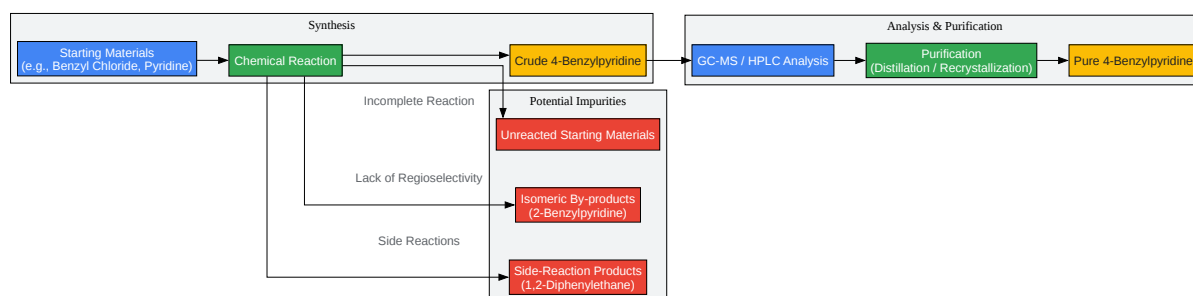 Synthesis
Analysis & Purification
Starting Materials
(e.g., Benzyl Chloride, Pyridine)
Chemical Reaction
Crude 4-Benzylpyridine
GC-MS / HPLC Analysis
Purification
(Distillation / Recrystallization)
Pure 4-Benzylpyridine
Incomplete Reaction
Potential Impurities
Unreacted Starting Materials
Lack of Regioselectivity
Isomeric By-products
(2-Benzylpyridine)
Side Reactions
Side-Reaction Products
(1,2-Diphenylethane)